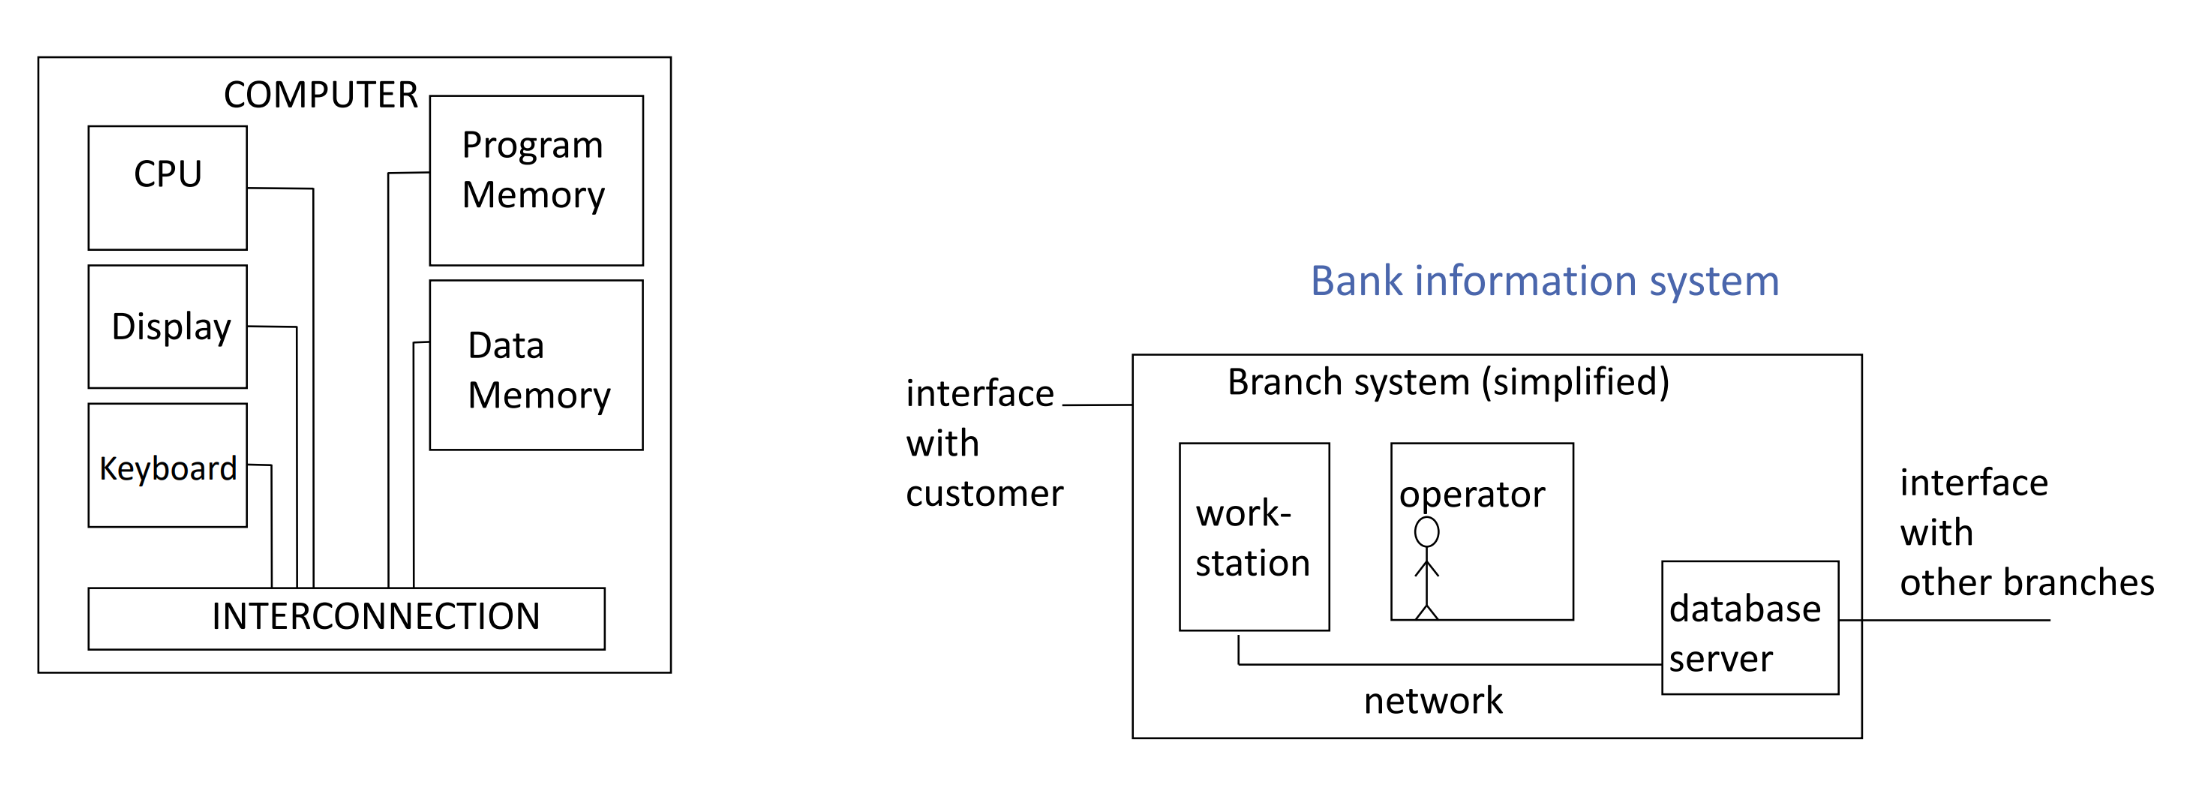 COMPUTER
CPU
Program
Memory
Display
Data
Memory
Keyboard
INTERCONNECTION
Bank information system
interface
with
customer
Branch system (simplified)
work-
station
operator
database
server
network
interface
with
other branches